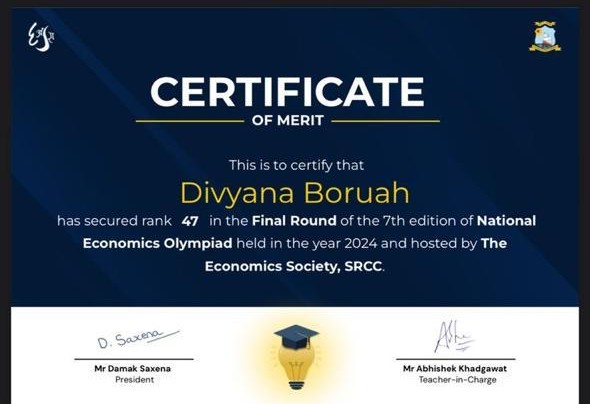 CERTIFICATE
OF MERIT
This is to certify that
Divyana Boruah
has secured rank 47 in the Final Round of the 7th edition of National
Economics Olympiad held in the year 2024 and hosted by The
Economics Society, SRCC.
D. Saxena
Mr Damak Saxena
President
Mr Abhishek Khadgawat
Teacher-in-Charge